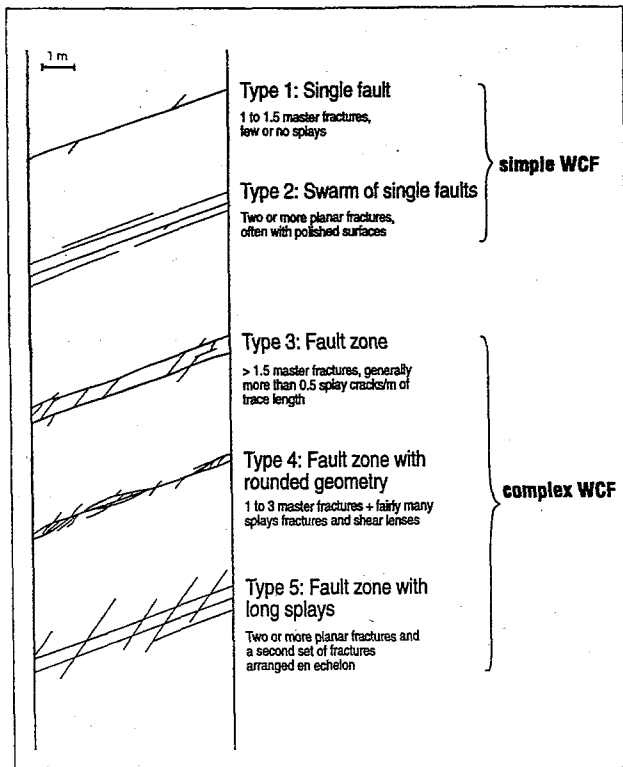 1 m
Type 1: Single fault
1 to 1.5 master fractures,
few or no splays
simple WCF
Type 2: Swarm of single faults
Two or more planar fractures,
often with polished surfaces
Type 3: Fault zone
> 1.5 master fractures, generally
more than 0.5 splay cracks/m of
trace length
Type 4: Fault zone with
rounded geometry
1 to 3 master fractures + fairly many
splays fractures and shear lenses
complex WCF
Type 5: Fault zone with
long splays
Two or more planar fractures and
a second set of fractures
arranged en echelon